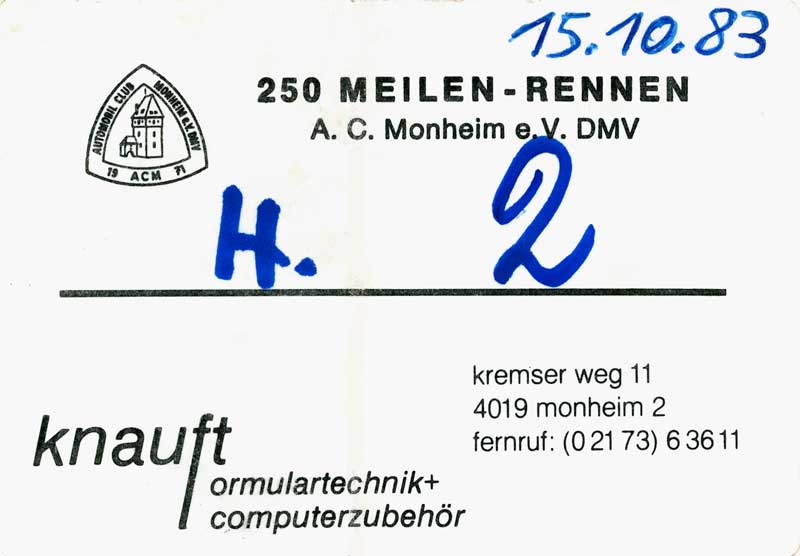 15.10.83
250 MEILEN-RENNEN
A. C. Monheim e.V. DMV
AUTOMOBIL CLUB MONHEIM e.V. DMV
19 ACM 71
H. 2
kremser weg 11
4019 monheim 2
fernruf: (0 21 73) 6 36 11
knauft
formulartechnik+
computerzubehör